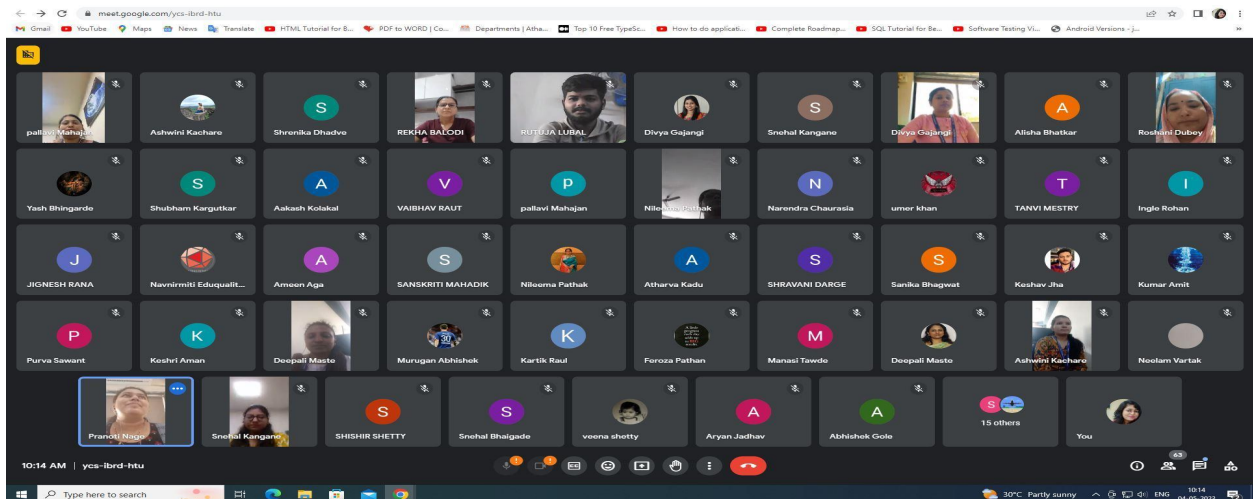 meet.google.com/ycs-ibrd-htu
Gmail YouTube Maps News Translate HTML Tutorial for B... PDF to WORD | Co... Departments | Atha... Top 10 Free TypeSc... How to do applicati... Complete Roadmap... SQL Tutorial for Be... Software Testing Vi... Android Versions - j... »
S S A
pallavi Mahajan Ashwini Kachare Shrenika Dhadve REKHA BALODI RUTUJA LUBAL Divya Gajangi Snehal Kangane Divya Gajangi Alisha Bhatkar Roshani Dubey
S A V P N T I
Yash Bhingarde Shubham Kargutkar Aakash Kolakal VAIBHAV RAUT pallavi Mahajan Nileema Pathak Narendra Chaurasia umer khan TANVI MESTRY Ingle Rohan
J A S A S S
JIGNESH RANA Navnirmiti Eduqualit... Ameen Aga SANSKRITI MAHADIK Nileema Pathak Atharva Kadu SHRAVANI DARGE Sanika Bhagwat Keshav Jha Kumar Amit
P K K M
Purva Sawant Keshri Aman Deepali Maste Murugan Abhishek Kartik Raul Feroza Pathan Manasi Tawde Deepali Maste Ashwini Kachare Neelam Vartak
S S A A S
15 others
Pranoti Nage Snehal Kangane SHISHIR SHETTY Snehal Bhaigade veena shetty Aryan Jadhav Abhishek Gole You
10:14 AM | ycs-ibrd-htu 63
Type here to search 30°C Partly sunny ENG 10:14
04-05-2023